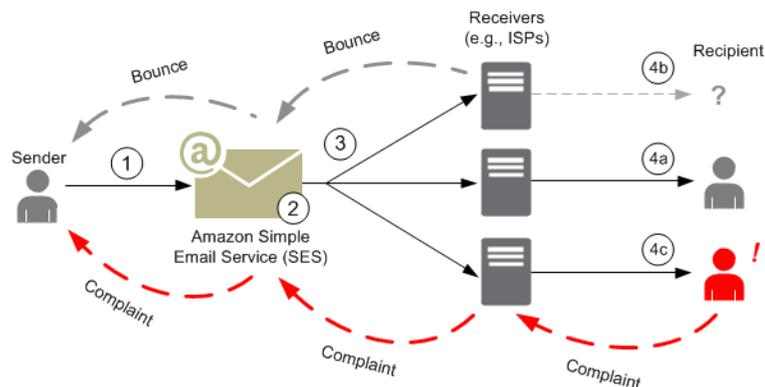 Receivers
(e.g., ISPs)
Recipient
Bounce
Bounce
4b
?
Sender
1
@
3
4a
2
Amazon Simple
Email Service (SES)
4c
!
Complaint
Complaint
Complaint